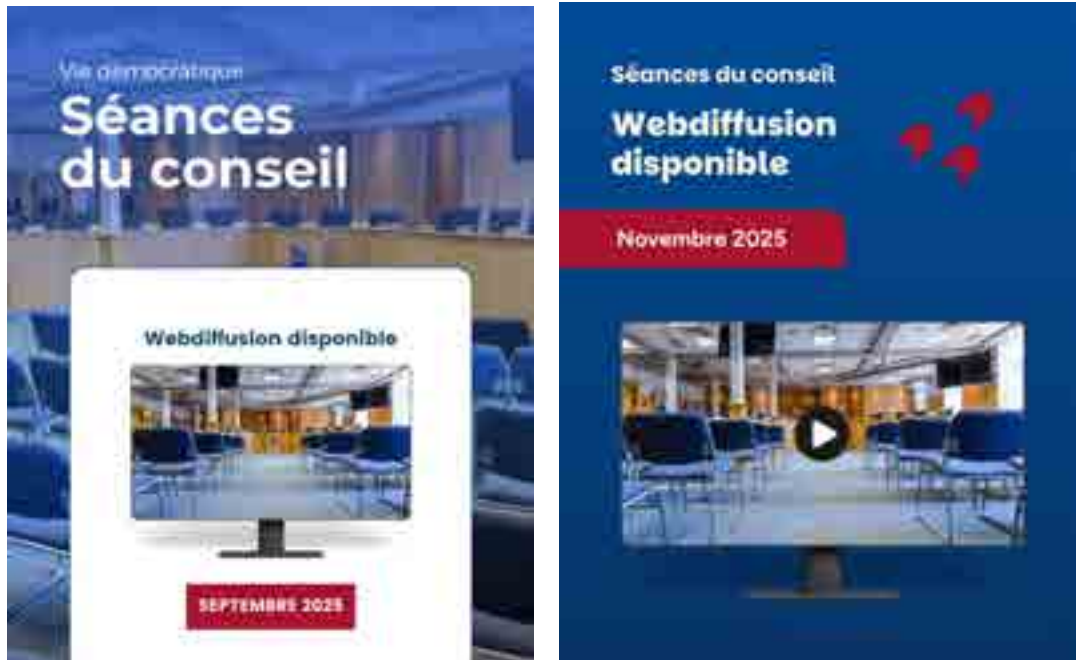 Vie démocratique
Séances
du conseil
Webdiffusion disponible
SEPTEMBRE 2025
Séances du conseil
Webdiffusion
disponible
Novembre 2025